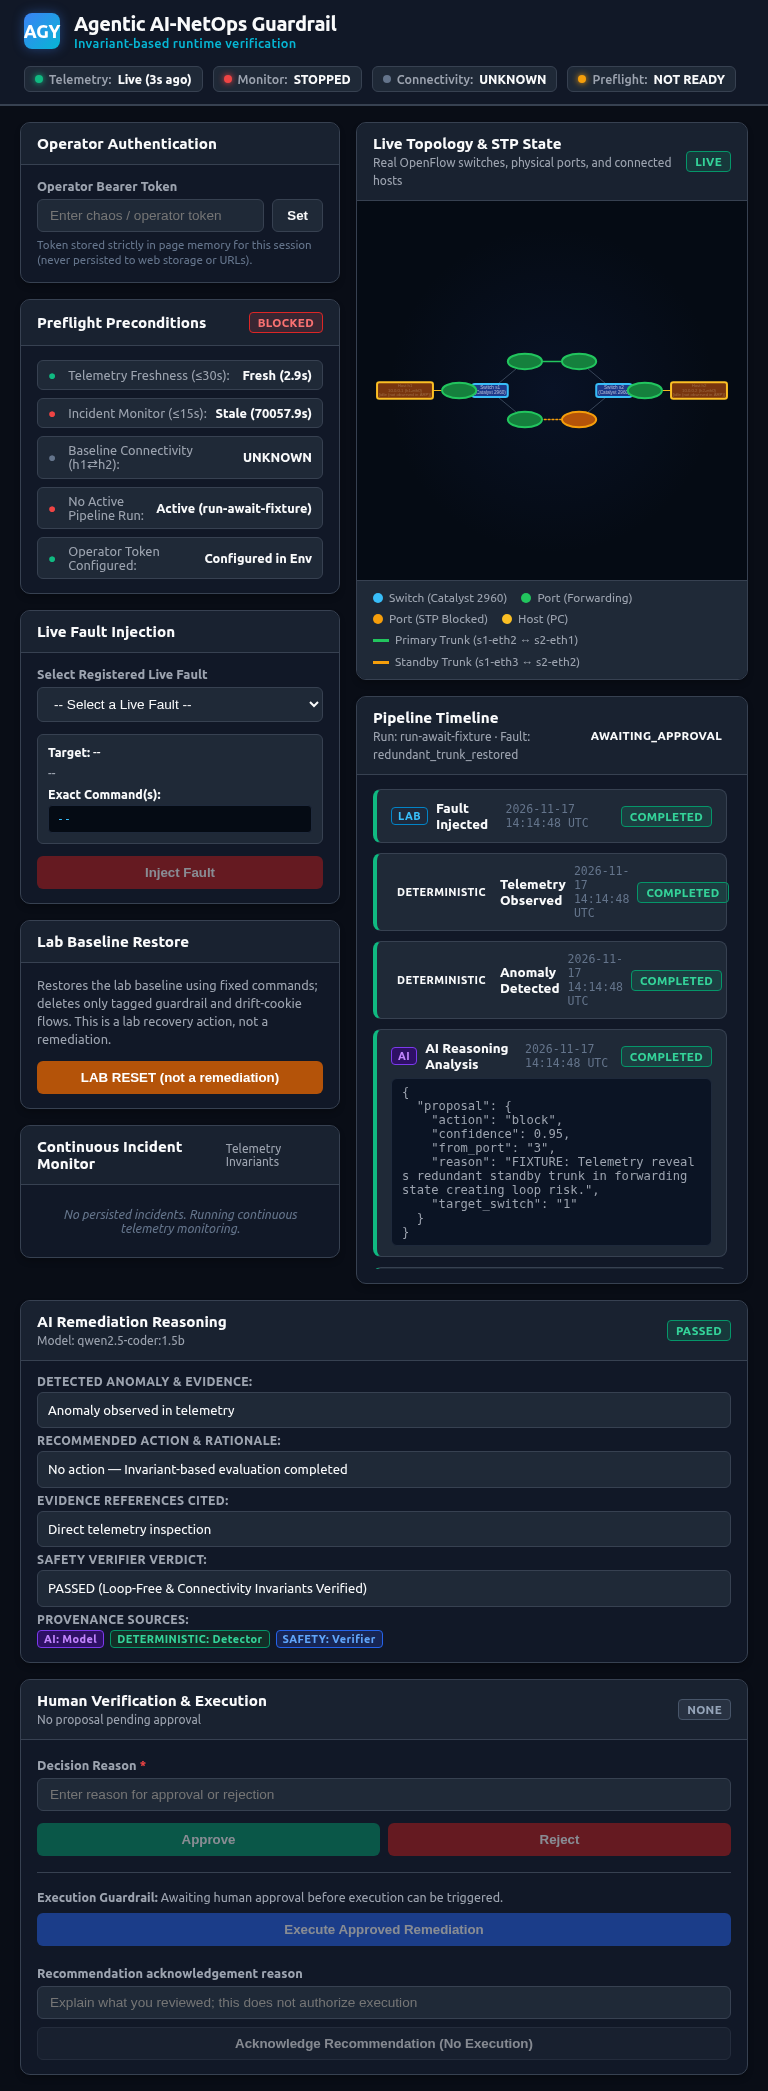 AGY
Agentic AI-NetOps Guardrail
Invariant-based runtime verification
Telemetry: Live (3s ago)
Monitor: STOPPED
Connectivity: UNKNOWN
Preflight: NOT READY
Operator Authentication
Operator Bearer Token
Enter chaos / operator token
Set
Token stored strictly in page memory for this session
(never persisted to web storage or URLs).
Preflight Preconditions
BLOCKED
Telemetry Freshness (≤30s): Fresh (2.9s)
Incident Monitor (≤15s): Stale (70057.9s)
Baseline Connectivity
(h1⇄h2):
UNKNOWN
No Active
Pipeline Run:
Active (run-await-fixture)
Operator Token
Configured:
Configured in Env
Live Fault Injection
Select Registered Live Fault
-- Select a Live Fault --
Target: --
--
Exact Command(s):
--
Inject Fault
Lab Baseline Restore
Restores the lab baseline using fixed commands;
deletes only tagged guardrail and drift-cookie
flows. This is a lab recovery action, not a
remediation.
LAB RESET (not a remediation)
Continuous Incident
Monitor
Telemetry
Invariants
No persisted incidents. Running continuous
telemetry monitoring.
Live Topology & STP State
Real OpenFlow switches, physical ports, and connected
hosts
LIVE
Switch s1
(Catalyst 2960)
Switch s2
(Catalyst 2960)
Switch (Catalyst 2960)
Port (Forwarding)
Port (STP Blocked)
Host (PC)
Primary Trunk (s1-eth2 ↔ s2-eth1)
Standby Trunk (s1-eth3 ↔ s2-eth2)
Pipeline Timeline
Run: run-await-fixture · Fault:
redundant_trunk_restored
AWAITING_APPROVAL
LAB
Fault
Injected
2026-11-17
14:14:48 UTC
COMPLETED
DETERMINISTIC
Telemetry
Observed
2026-11-
17
14:14:48
UTC
COMPLETED
DETERMINISTIC
Anomaly
Detected
2026-11-
17
14:14:48
UTC
COMPLETED
AI
AI Reasoning
Analysis
2026-11-17
14:14:48 UTC
COMPLETED
{
"proposal": {
"action": "block",
"confidence": 0.95,
"from_port": "3",
"reason": "FIXTURE: Telemetry reveal
s redundant standby trunk in forwarding
state creating loop risk.",
"target_switch": "1"
}
}
AI Remediation Reasoning
Model: qwen2.5-coder:1.5b
PASSED
DETECTED ANOMALY & EVIDENCE:
Anomaly observed in telemetry
RECOMMENDED ACTION & RATIONALE:
No action — Invariant-based evaluation completed
EVIDENCE REFERENCES CITED:
Direct telemetry inspection
SAFETY VERIFIER VERDICT:
PASSED (Loop-Free & Connectivity Invariants Verified)
PROVENANCE SOURCES:
AI: Model
DETERMINISTIC: Detector
SAFETY: Verifier
Human Verification & Execution
No proposal pending approval
NONE
Decision Reason *
Enter reason for approval or rejection
Approve
Reject
Execution Guardrail: Awaiting human approval before execution can be triggered.
Execute Approved Remediation
Recommendation acknowledgement reason
Explain what you reviewed; this does not authorize execution
Acknowledge Recommendation (No Execution)